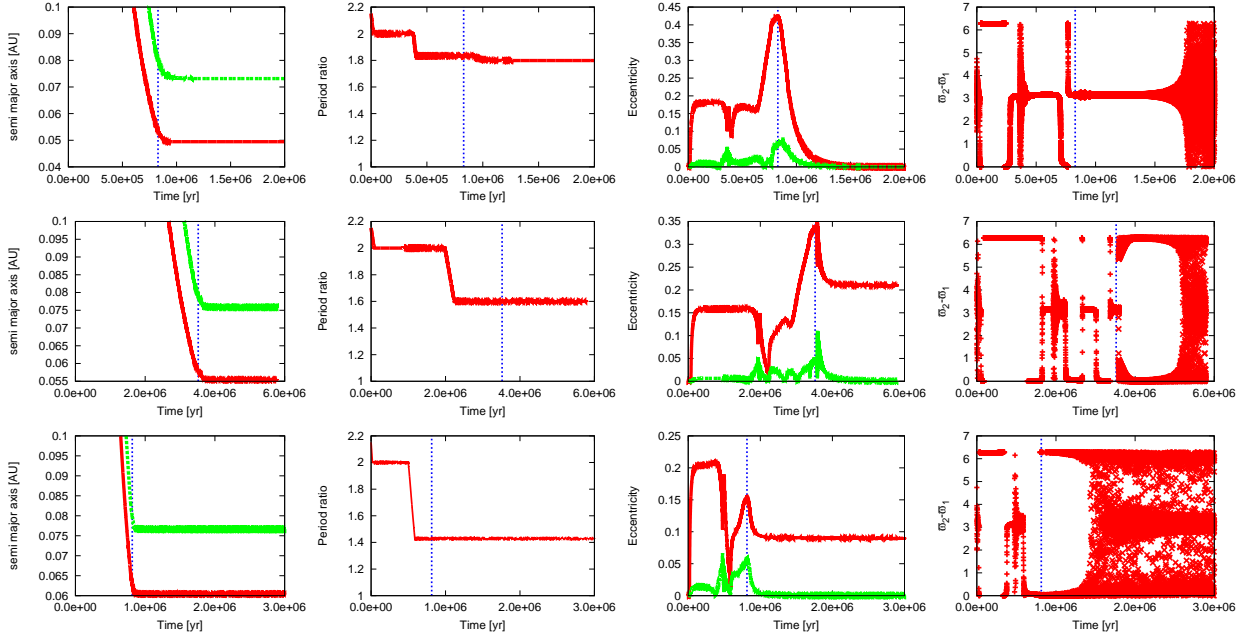 semi major axis [AU]
0.1
0.09
0.08
0.07
0.06
0.05
0.04
0.0e+00 5.0e+05 1.0e+06 1.5e+06 2.0e+06
Time [yr]
Period ratio
2.2
2
1.8
1.6
1.4
1.2
1
0.0e+00 5.0e+05 1.0e+06 1.5e+06 2.0e+06
Time [yr]
Eccentricity
0.45
0.4
0.35
0.3
0.25
0.2
0.15
0.1
0.05
0
0.0e+00 5.0e+05 1.0e+06 1.5e+06 2.0e+06
Time [yr]
ϖ2-ϖ1
7
6
5
4
3
2
1
0
0.0e+00 5.0e+05 1.0e+06 1.5e+06 2.0e+06
Time [yr]
semi major axis [AU]
0.1
0.095
0.09
0.085
0.08
0.075
0.07
0.065
0.06
0.055
0.0e+00 2.0e+06 4.0e+06 6.0e+06
Time [yr]
Period ratio
2.2
2
1.8
1.6
1.4
1.2
1
0.0e+00 2.0e+06 4.0e+06 6.0e+06
Time [yr]
Eccentricity
0.35
0.3
0.25
0.2
0.15
0.1
0.05
0
0.0e+00 2.0e+06 4.0e+06 6.0e+06
Time [yr]
ϖ2-ϖ1
7
6
5
4
3
2
1
0
0.0e+00 2.0e+06 4.0e+06 6.0e+06
Time [yr]
semi major axis [AU]
0.1
0.095
0.09
0.085
0.08
0.075
0.07
0.065
0.06
0.0e+00 1.0e+06 2.0e+06 3.0e+06
Time [yr]
Period ratio
2.2
2
1.8
1.6
1.4
1.2
1
0.0e+00 1.0e+06 2.0e+06 3.0e+06
Time [yr]
Eccentricity
0.25
0.2
0.15
0.1
0.05
0
0.0e+00 1.0e+06 2.0e+06 3.0e+06
Time [yr]
ϖ2-ϖ1
7
6
5
4
3
2
1
0
0.0e+00 1.0e+06 2.0e+06 3.0e+06
Time [yr]